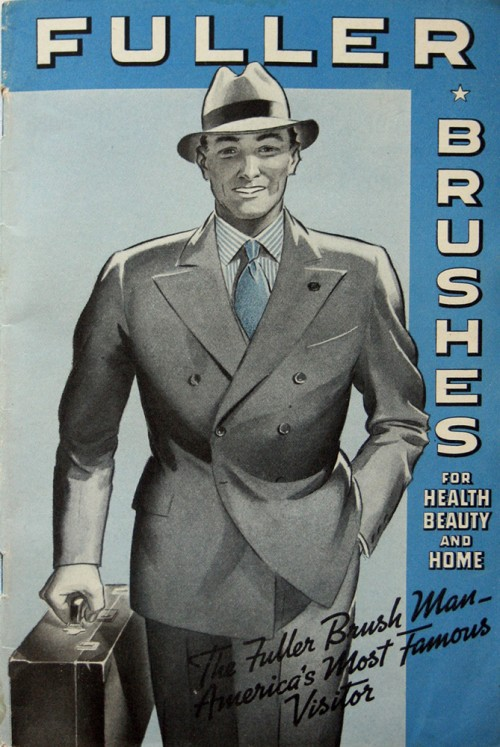 FULLER
BRUSHES
FOR
HEALTH
BEAUTY
AND
HOME
The Fuller Brush Man-
America's Most Famous
Visitor